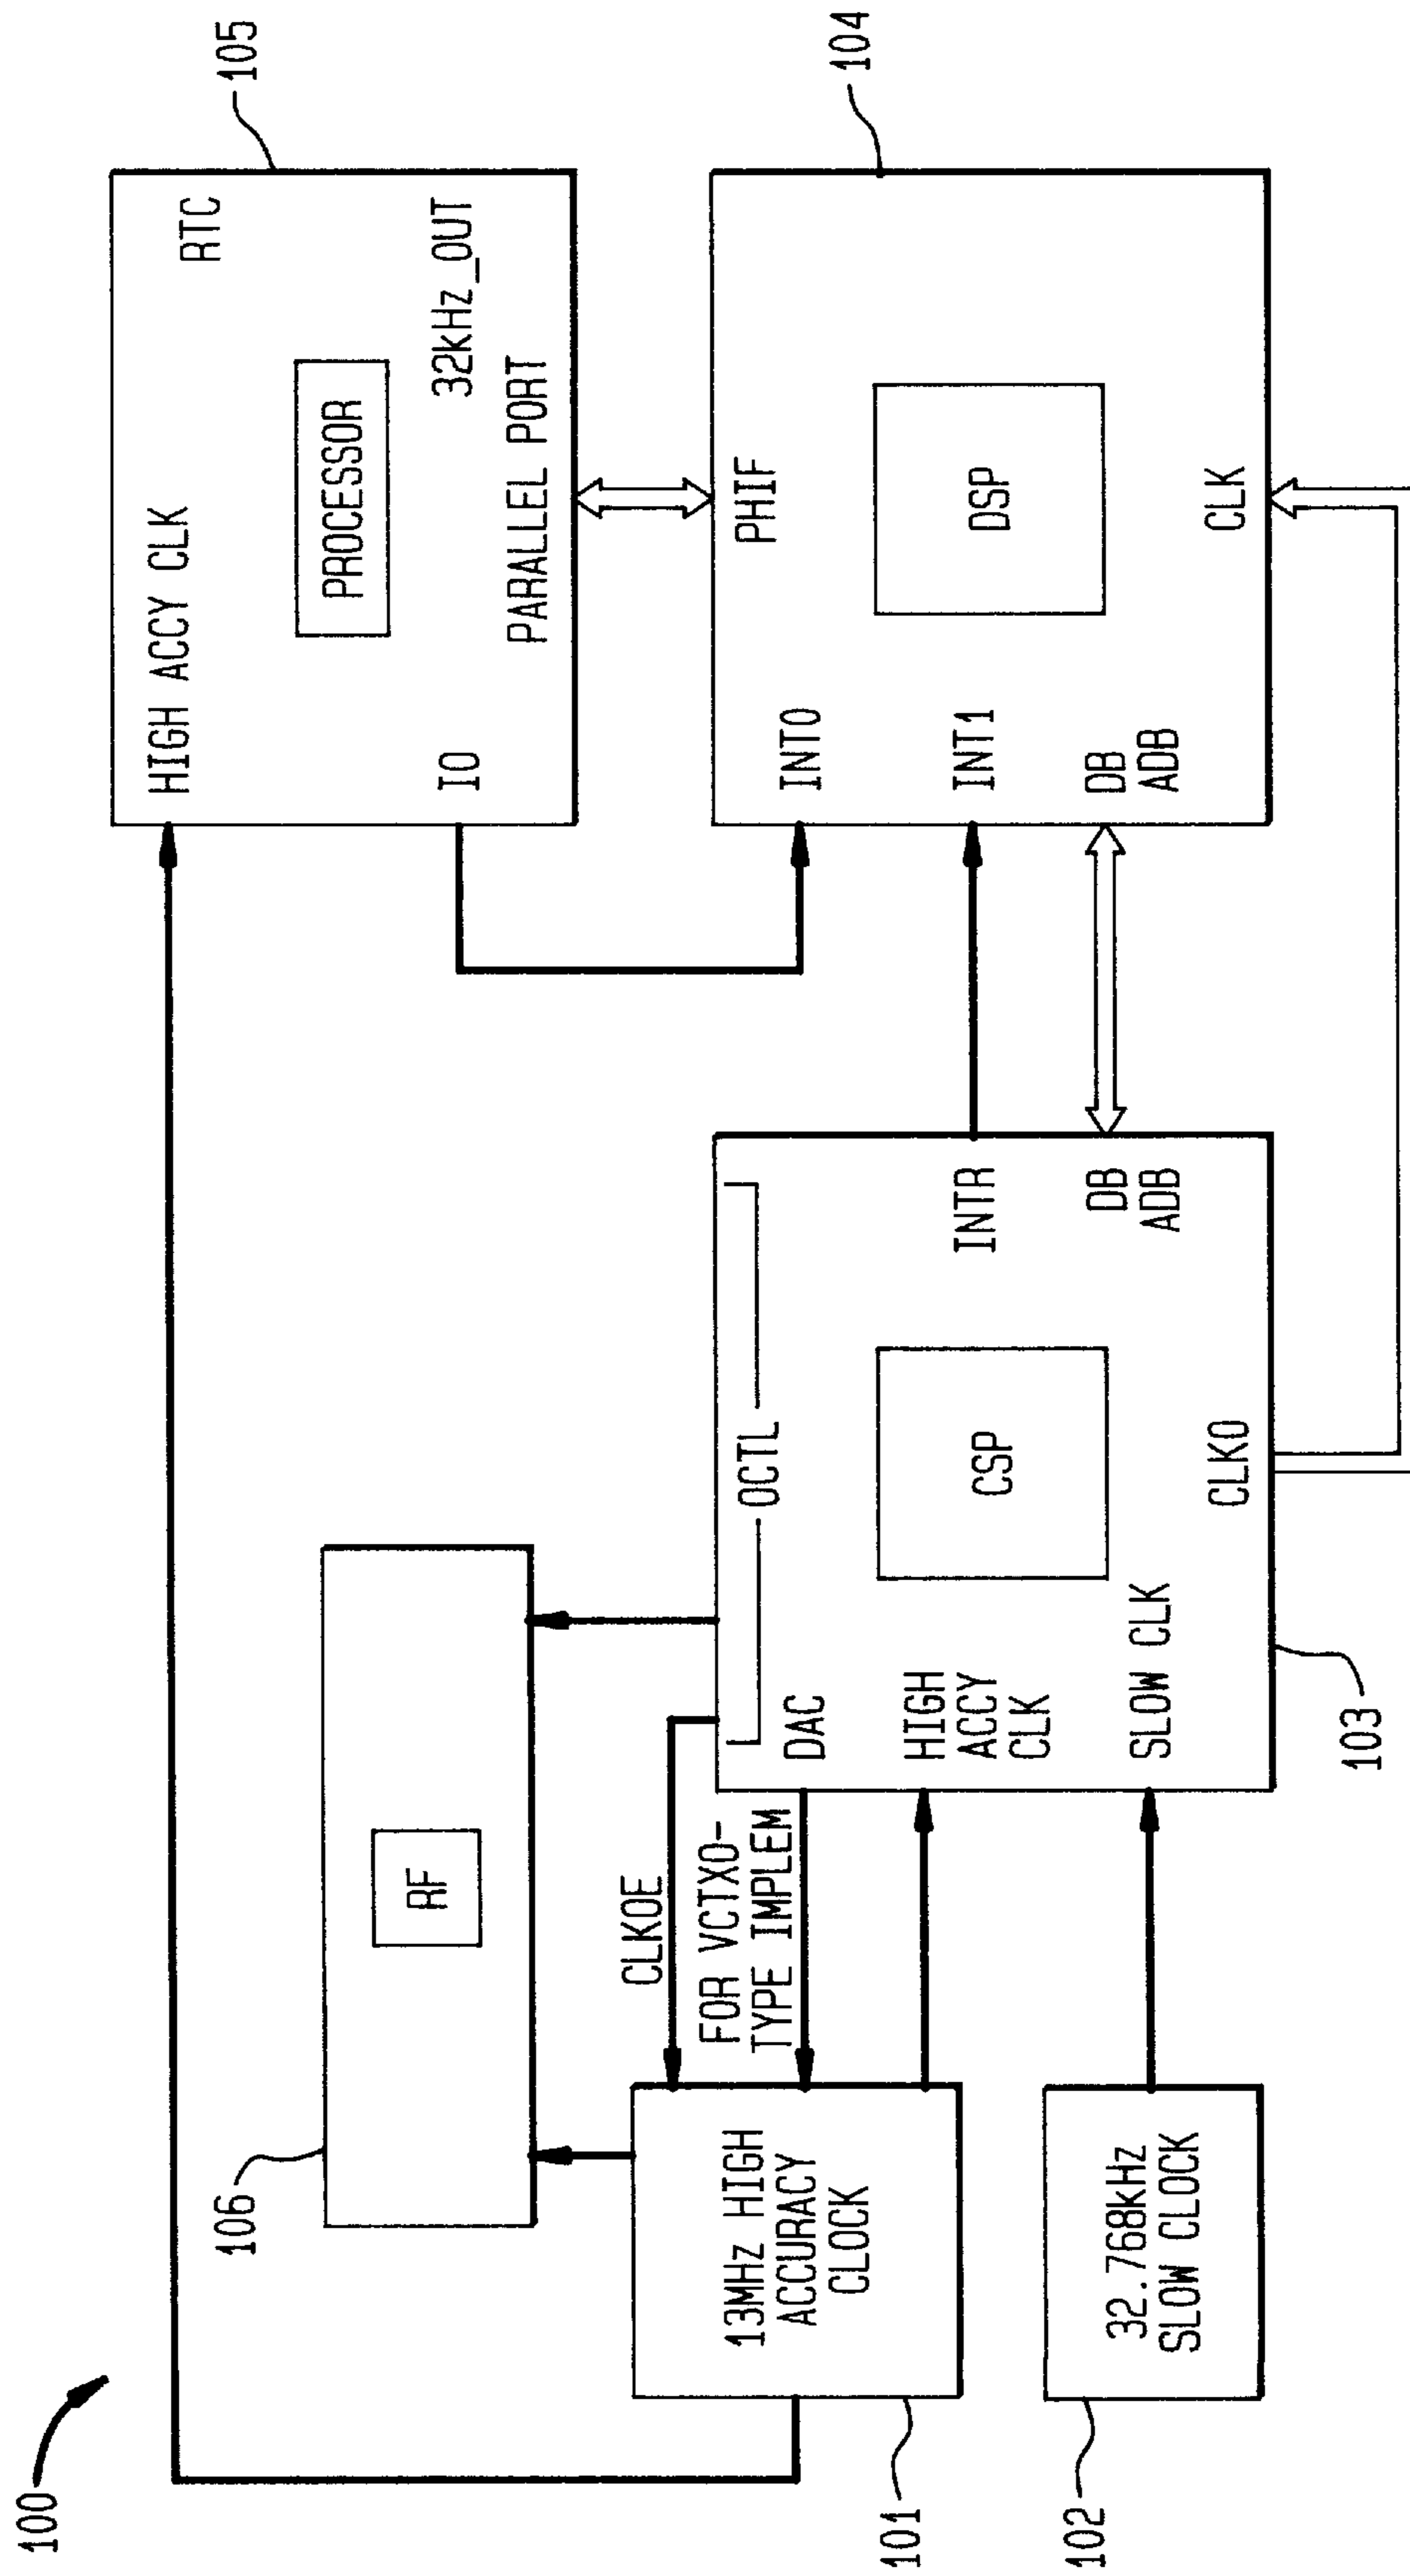 100
105
HIGH ACCY CLK
RTC
PROCESSOR
IO
32kHz_OUT
PARALLEL PORT
106
RF
CLKOE
FOR VCTXO-
TYPE IMPLEM
13MHz HIGH
ACCURACY
CLOCK
101
32.768kHz
SLOW CLOCK
102
OCTL
DAC
HIGH
ACCY
CLK
SLOW CLK
CSP
INTR
DB
ADB
CLKO
103
104
PHIF
INT0
INT1
DSP
DB
ADB
CLK